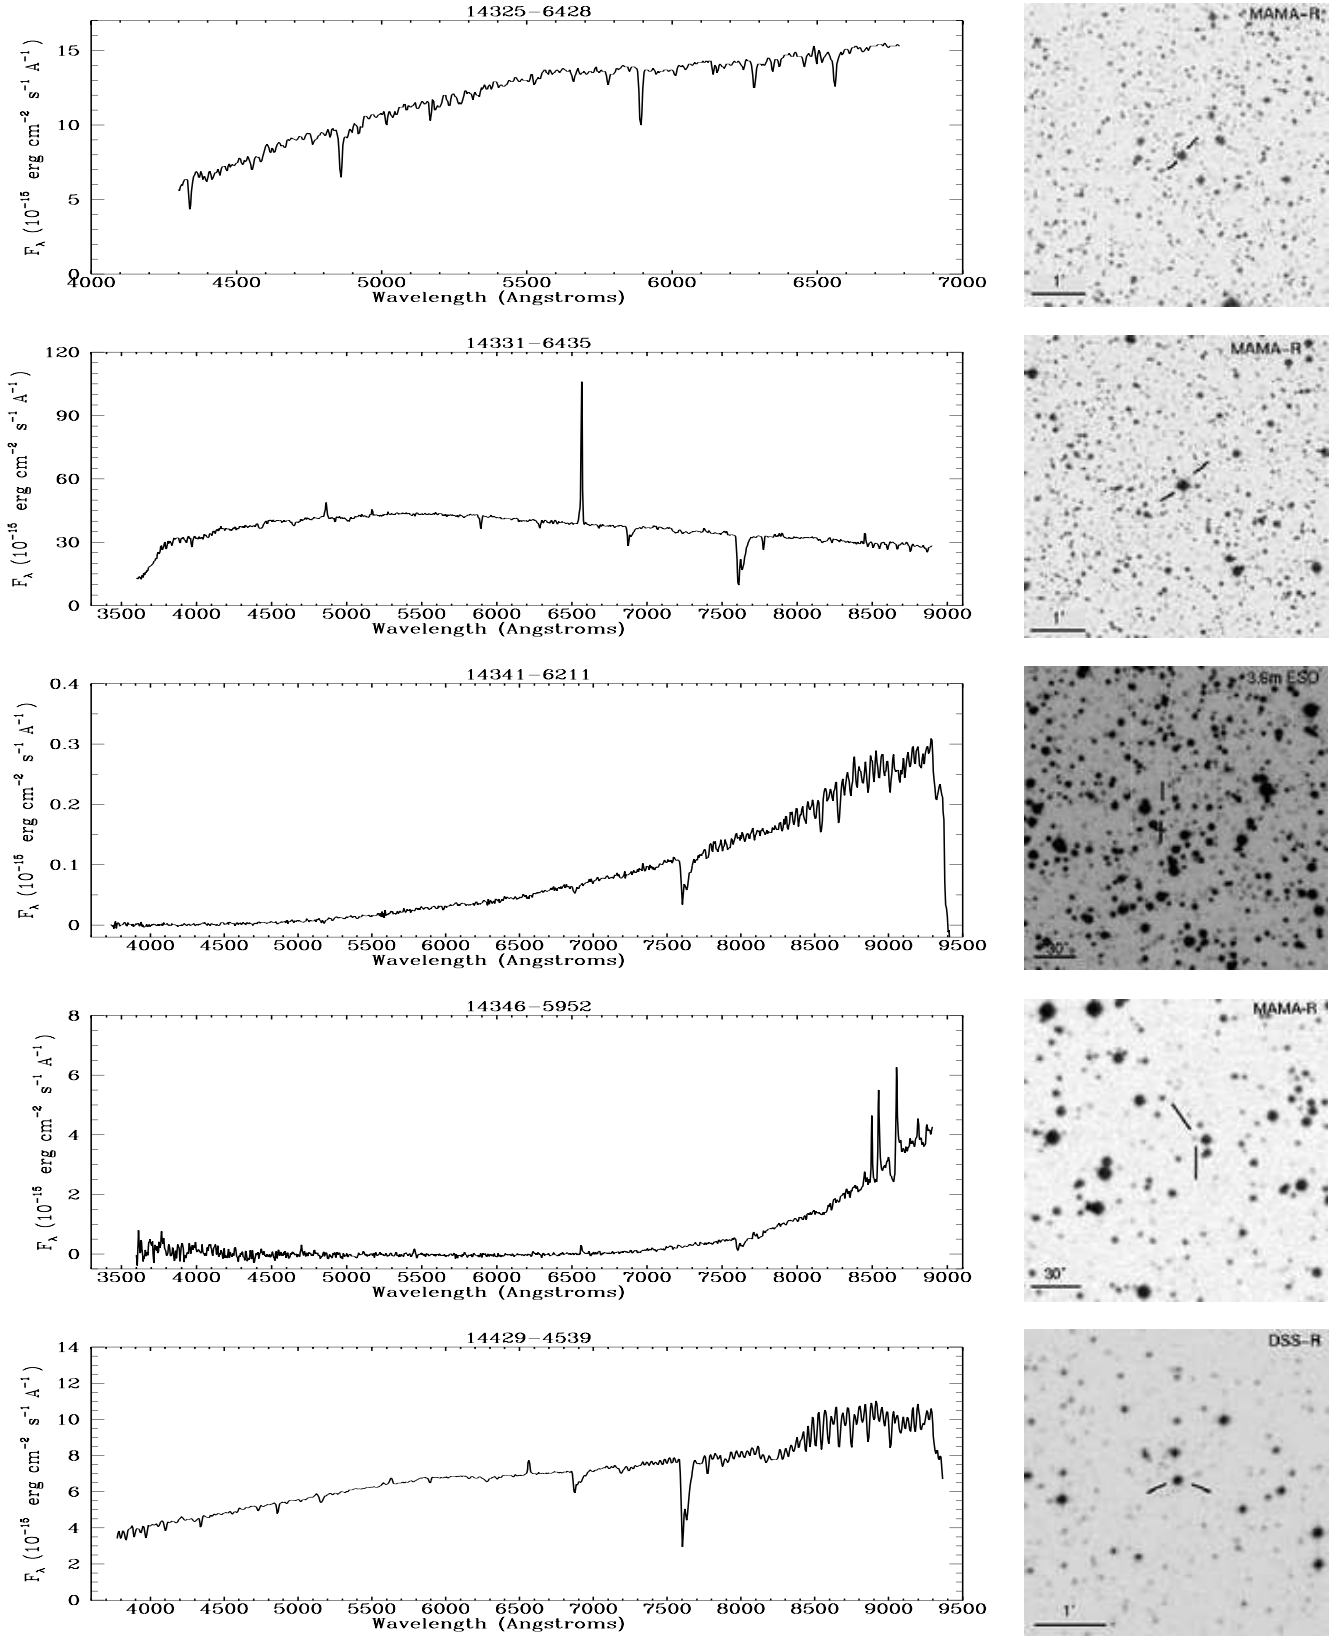 14325-6428
MAMA-R
F_λ (10^-15 erg cm^-2 s^-1 A^-1)
15
10
5
0
4000 4500 5000 5500 6000 6500 7000
Wavelength (Angstroms)
1'
14331-6435
MAMA-R
F_λ (10^-15 erg cm^-2 s^-1 A^-1)
120
90
60
30
0
3500 4000 4500 5000 5500 6000 6500 7000 7500 8000 8500 9000
Wavelength (Angstroms)
1'
14341-6211
3.6m ESO
F_λ (10^-15 erg cm^-2 s^-1 A^-1)
0.4
0.3
0.2
0.1
0
4000 4500 5000 5500 6000 6500 7000 7500 8000 8500 9000 9500
Wavelength (Angstroms)
30"
14346-5952
MAMA-R
F_λ (10^-15 erg cm^-2 s^-1 A^-1)
8
6
4
2
0
3500 4000 4500 5000 5500 6000 6500 7000 7500 8000 8500 9000
Wavelength (Angstroms)
30"
14429-4539
DSS-R
F_λ (10^-15 erg cm^-2 s^-1 A^-1)
14
12
10
8
6
4
2
0
4000 4500 5000 5500 6000 6500 7000 7500 8000 8500 9000 9500
Wavelength (Angstroms)
1'